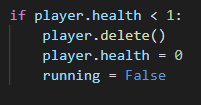 if player.health < 1:
    player.delete()
    player.health = 0
    running = False